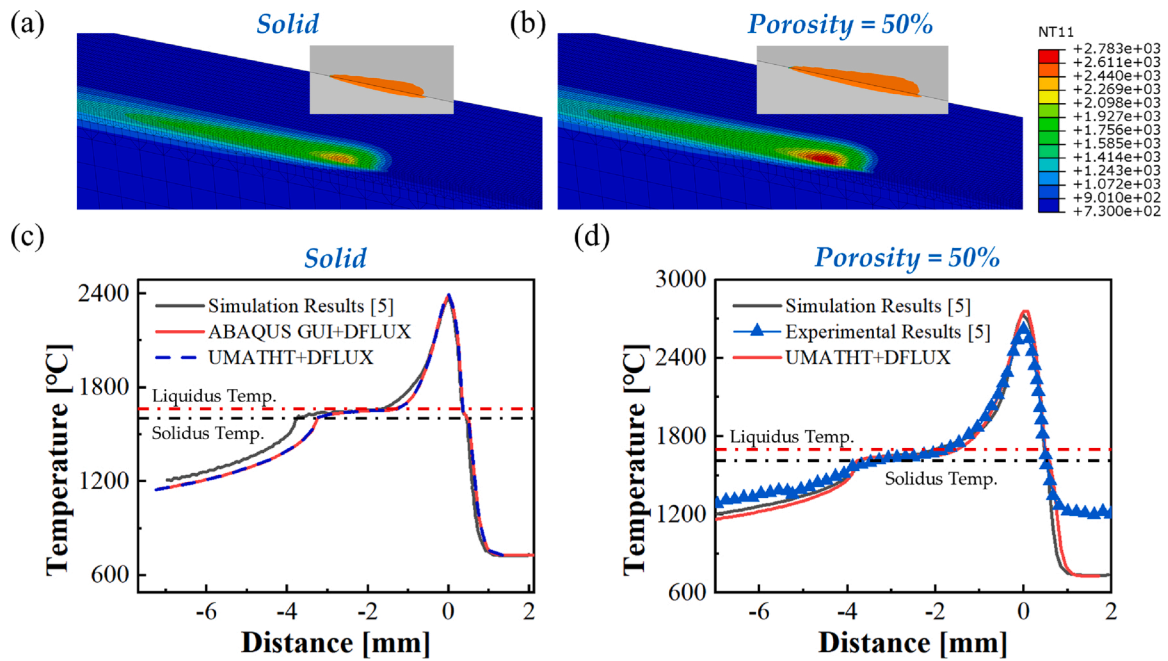 (a)
Solid
(b)
Porosity = 50%
NT11
+2.783e+03
+2.611e+03
+2.440e+03
+2.269e+03
+2.098e+03
+1.927e+03
+1.756e+03
+1.585e+03
+1.414e+03
+1.243e+03
+1.072e+03
+9.010e+02
+7.300e+02
(c)
Solid
2400
1800
1200
600
Temperature [°C]
Simulation Results [5]
ABAQUS GUI+DFLUX
UMATHT+DFLUX
Liquidus Temp.
Solidus Temp.
-6
-4
-2
0
2
Distance [mm]
(d)
Porosity = 50%
3000
2400
1800
1200
600
Temperature [°C]
Simulation Results [5]
Experimental Results [5]
UMATHT+DFLUX
Liquidus Temp.
Solidus Temp.
-6
-4
-2
0
2
Distance [mm]